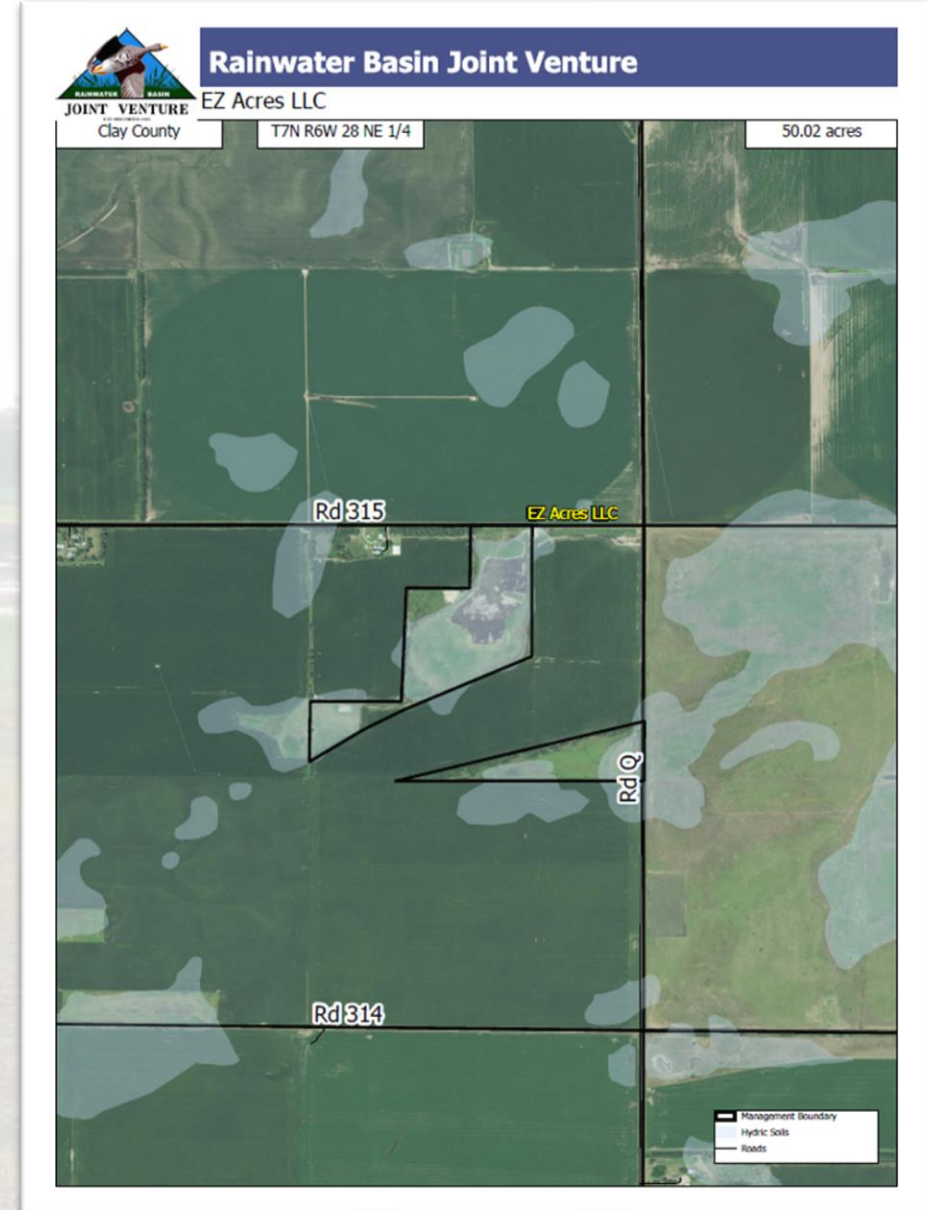 Rainwater Basin Joint Venture
RAINWATER BASIN
JOINT VENTURE
EZ Acres LLC
Clay County
T7N R6W 28 NE 1/4
50.02 acres
Rd 315
EZ Acres LLC
Rd Q
Rd 314
Management Boundary
Hydric Soils
Roads